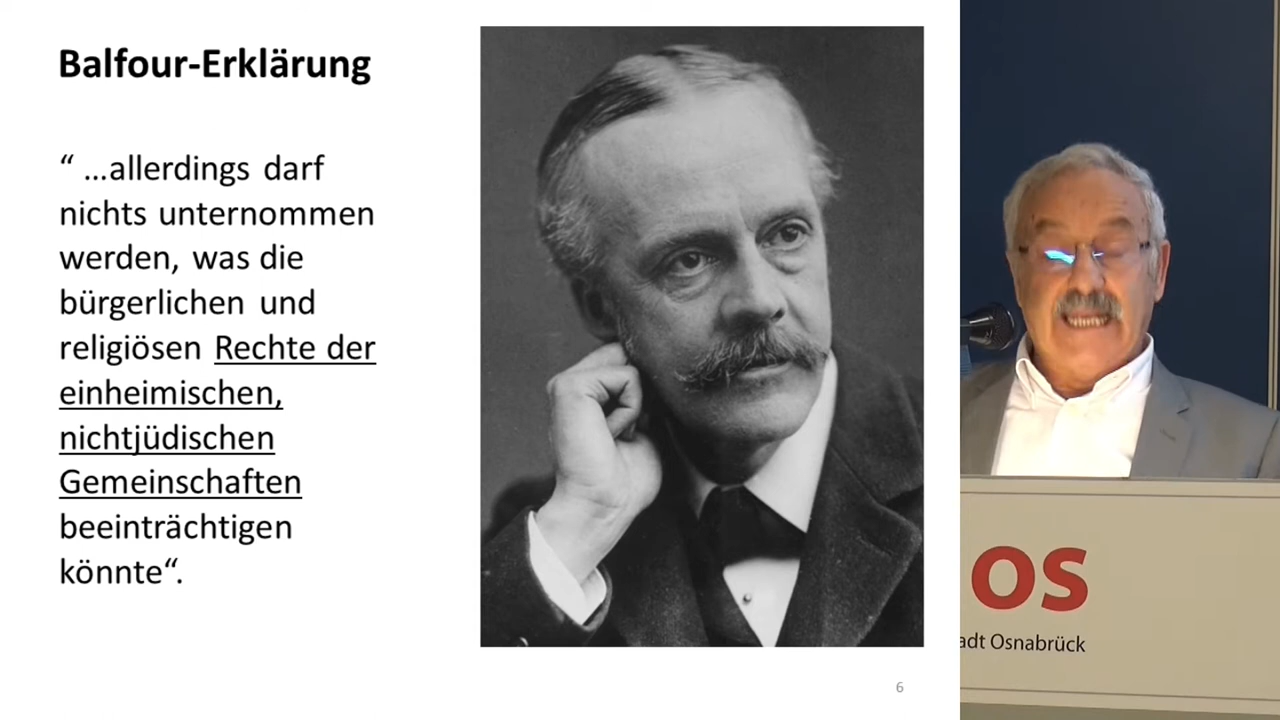 Balfour-Erklärung
“ …allerdings darf
nichts unternommen
werden, was die
bürgerlichen und
religiösen Rechte der
einheimischen,
nichtjüdischen
Gemeinschaften
beeinträchtigen
könnte“.
6
OS
adt Osnabrück